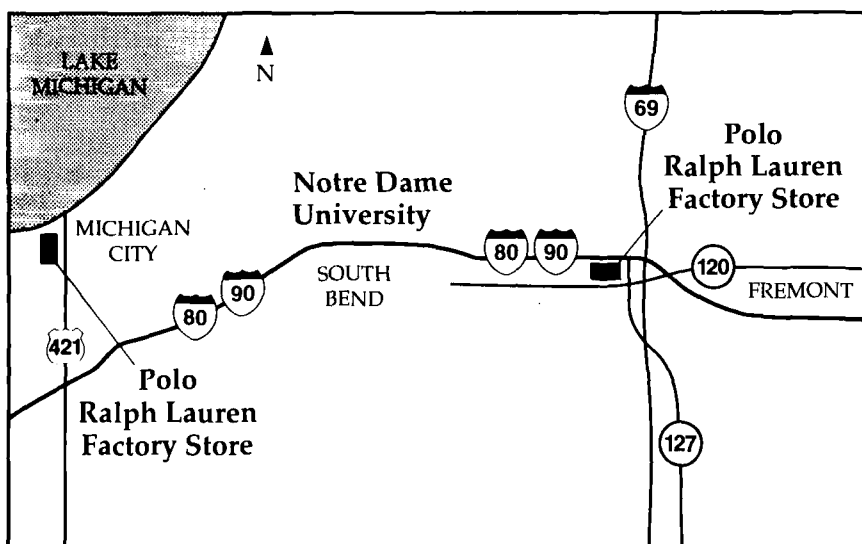 LAKE
MICHIGAN
N
69
Polo
Ralph Lauren
Factory Store
Notre Dame
University
MICHIGAN
CITY
80
90
120
SOUTH
BEND
80
90
FREMONT
421
Polo
Ralph Lauren
Factory Store
127